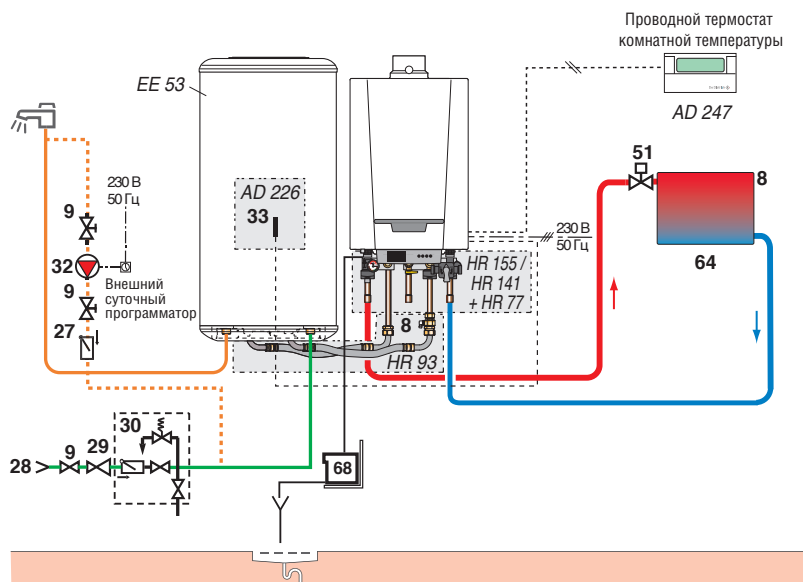 Проводной термостат
комнатной температуры
AD 247
EE 53
51
8
64
230 В
50 Гц
9
AD 226
33
230 В
50 Гц
32
Внешний
суточный
программатор
9
27
HR 155 /
HR 141
+ HR 77
8
HR 93
30
28
9
29
68